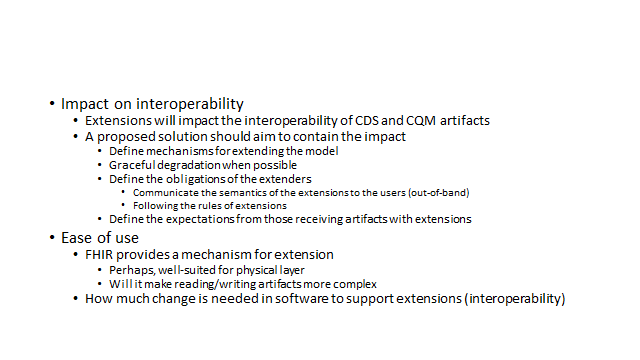 • Impact on interoperability
• Extensions will impact the interoperability of CDS and CQM artifacts
• A proposed solution should aim to contain the impact
• Define mechanisms for extending the model
• Graceful degradation when possible
• Define the obligations of the extenders
• Communicate the semantics of the extensions to the users (out-of-band)
• Following the rules of extensions
• Define the expectations from those receiving artifacts with extensions
• Ease of use
• FHIR provides a mechanism for extension
• Perhaps, well-suited for physical layer
• Will it make reading/writing artifacts more complex
• How much change is needed in software to support extensions (interoperability)